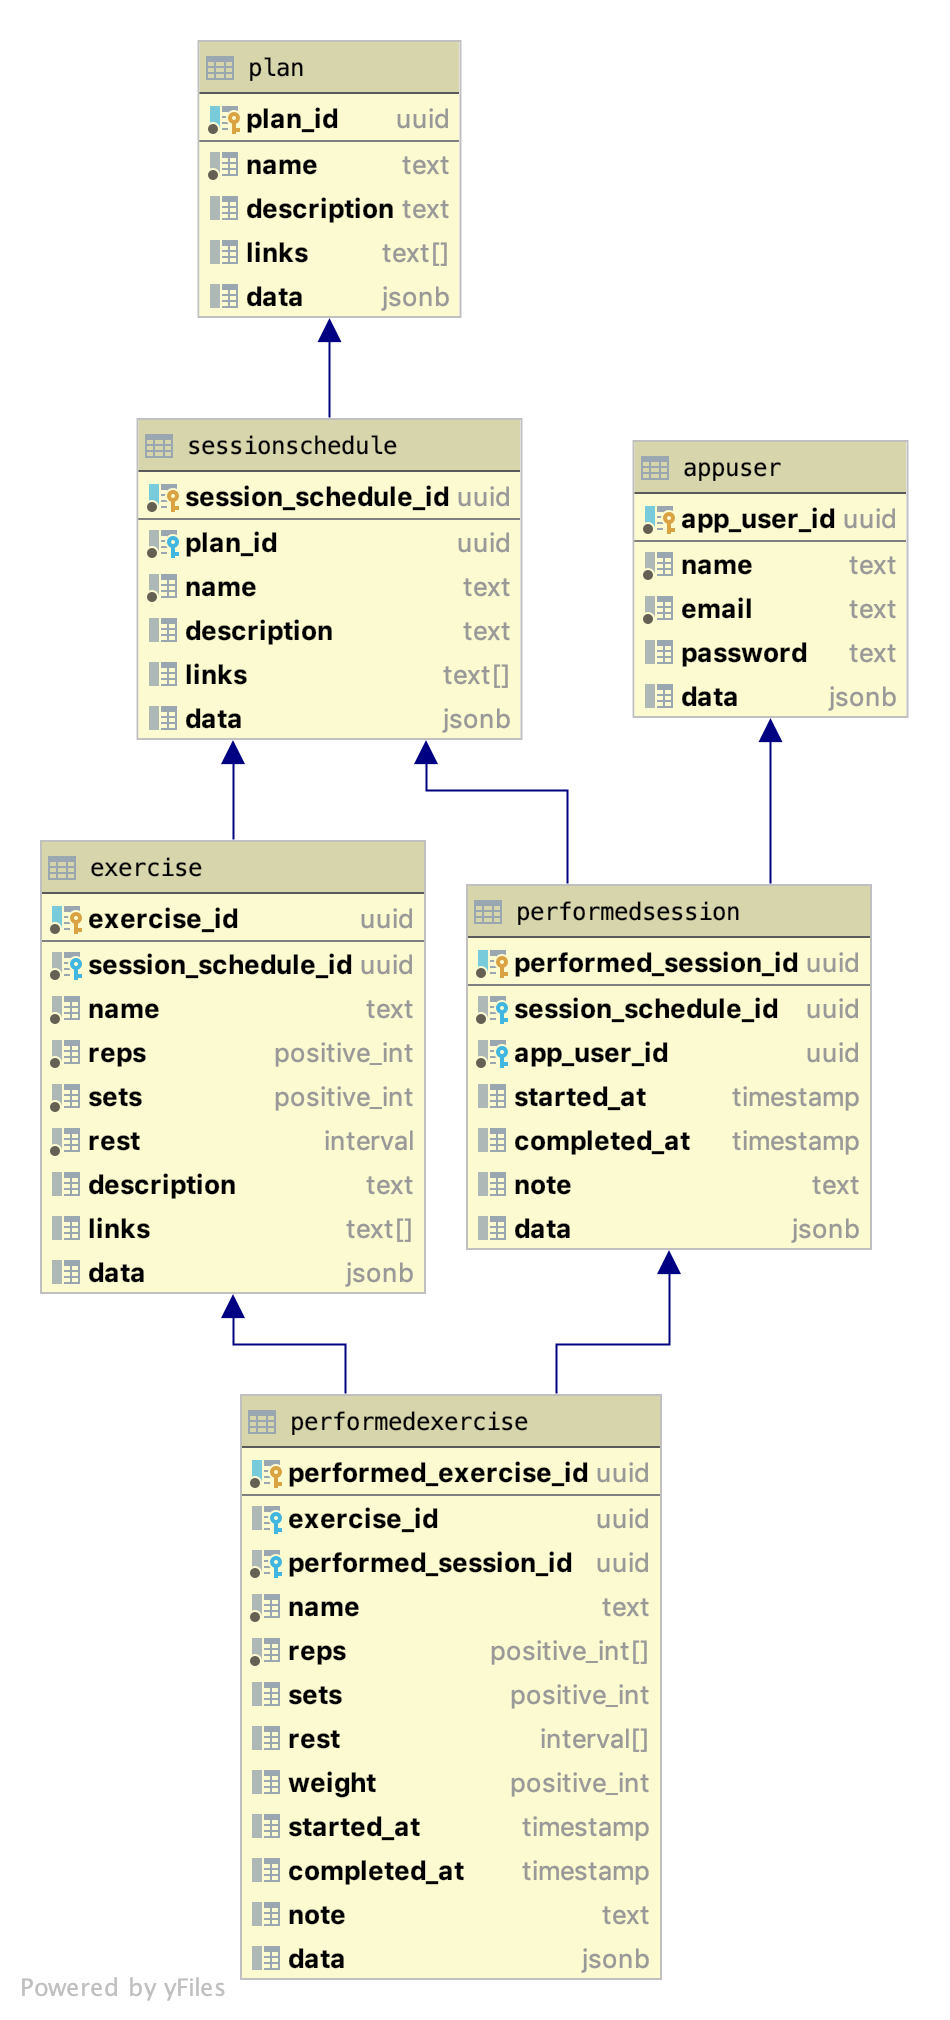 plan
plan_id uuid
name text
description text
links text[]
data jsonb
sessionschedule
session_schedule_id uuid
plan_id uuid
name text
description text
links text[]
data jsonb
appuser
app_user_id uuid
name text
email text
password text
data jsonb
exercise
exercise_id uuid
session_schedule_id uuid
name text
reps positive_int
sets positive_int
rest interval
description text
links text[]
data jsonb
performedsession
performed_session_id uuid
session_schedule_id uuid
app_user_id uuid
started_at timestamp
completed_at timestamp
note text
data jsonb
performedexercise
performed_exercise_id uuid
exercise_id uuid
performed_session_id uuid
name text
reps positive_int[]
sets positive_int
rest interval[]
weight positive_int
started_at timestamp
completed_at timestamp
note text
data jsonb
Powered by yFiles